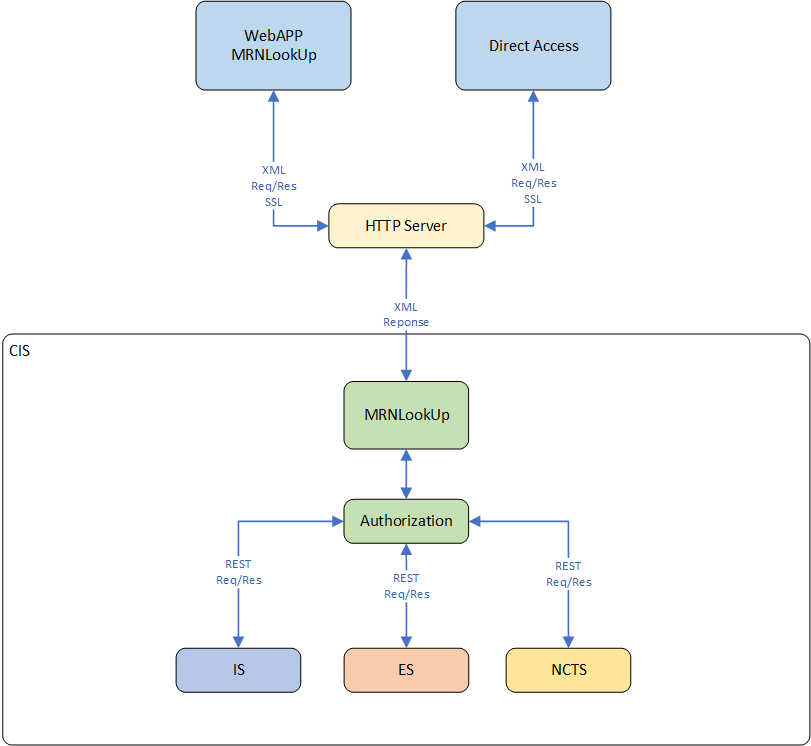 WebAPP
MRNLookUp
Direct Access
XML
Req/Res
SSL
XML
Req/Res
SSL
HTTP Server
XML
Reponse
CIS
MRNLookUp
Authorization
REST
Req/Res
REST
Req/Res
REST
Req/Res
IS
ES
NCTS